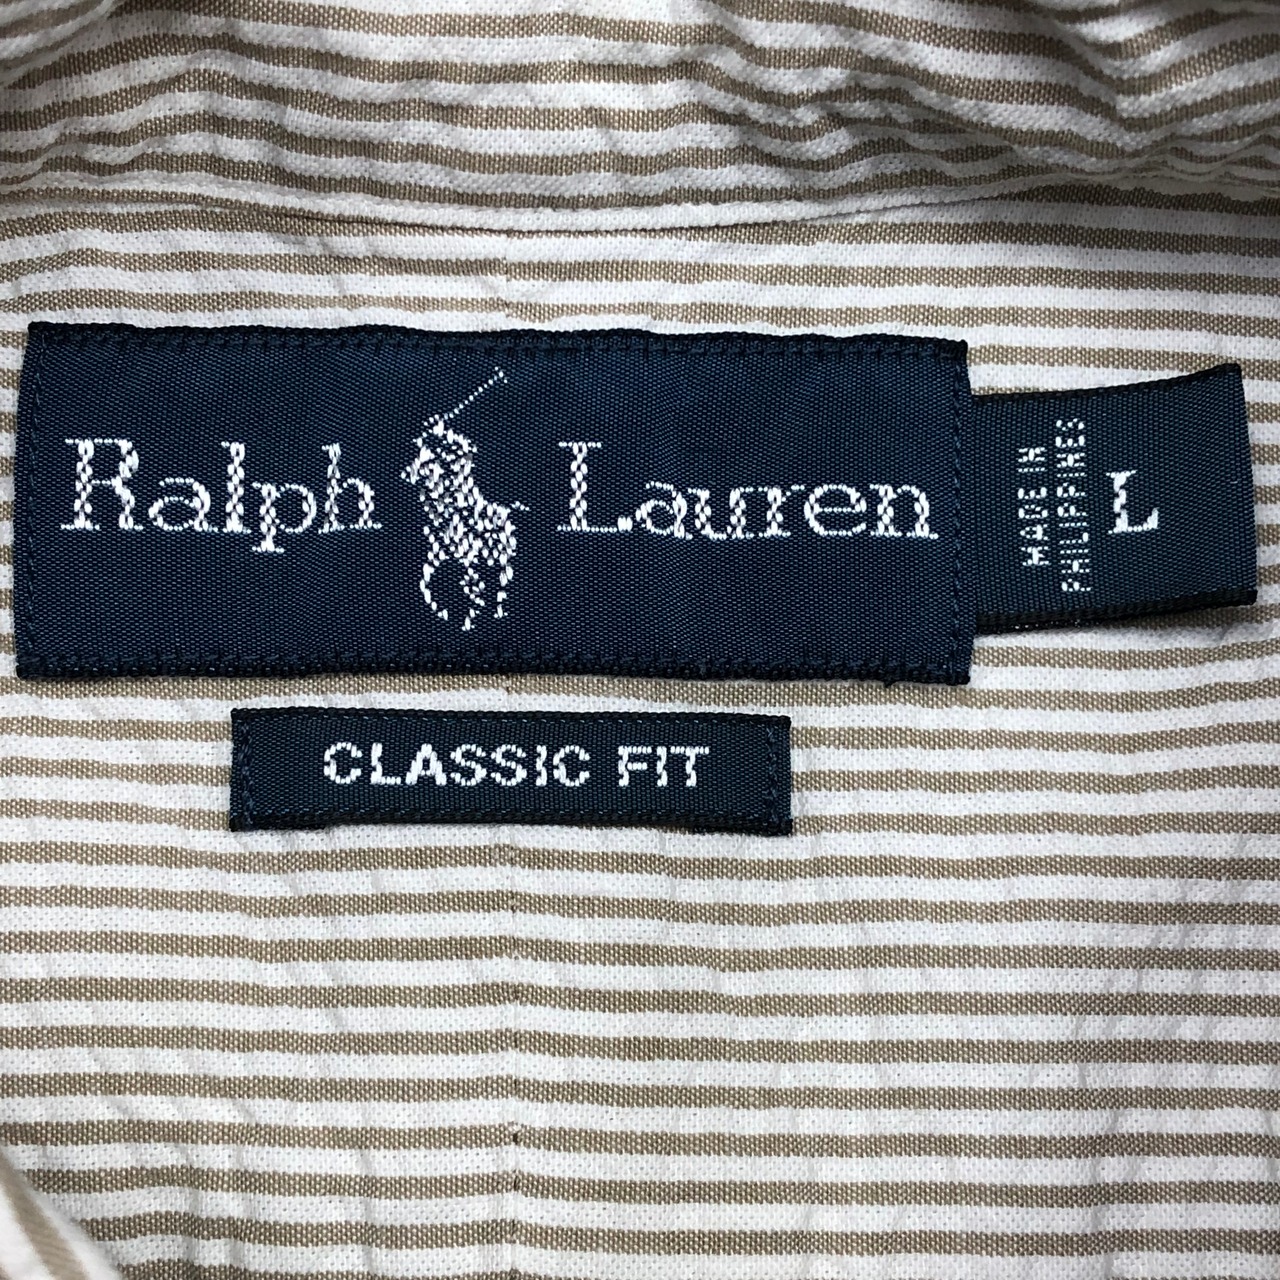 Ralph Lauren
MADE IN
PHILIPPINES
L
CLASSIC FIT